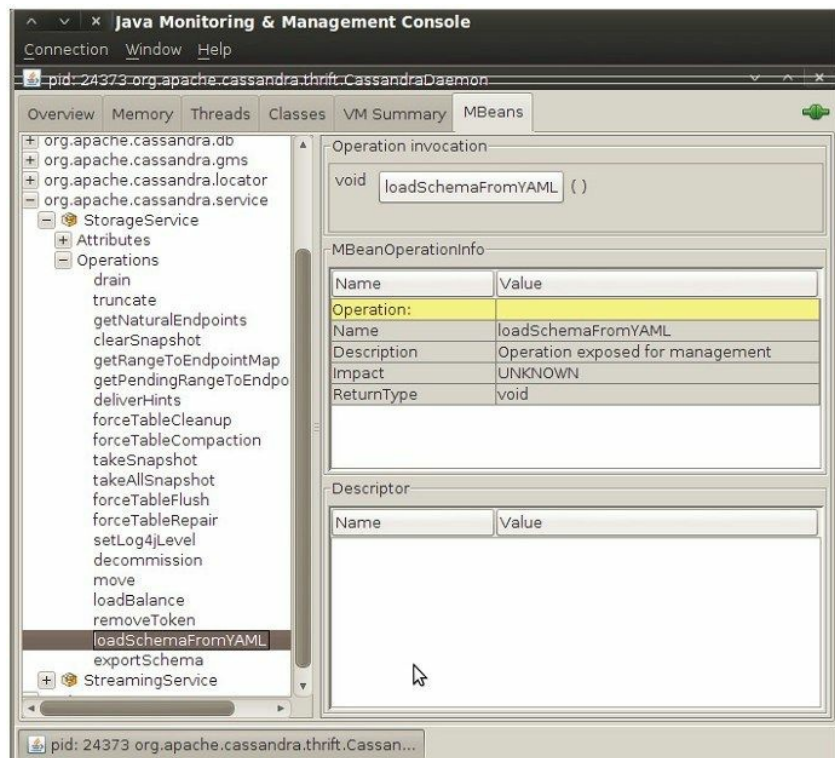 Java Monitoring & Management Console
Connection Window Help
pid: 24373 org.apache.cassandra.thrift.CassandraDaemon
Overview Memory Threads Classes VM Summary MBeans
org.apache.cassandra.db
org.apache.cassandra.gms
org.apache.cassandra.locator
org.apache.cassandra.service
StorageService
Attributes
Operations
drain
truncate
getNaturalEndpoints
clearSnapshot
getRangeToEndpointMap
getPendingRangeToEndpo
deliverHints
forceTableCleanup
forceTableCompaction
takeSnapshot
takeAllSnapshot
forceTableFlush
forceTableRepair
setLog4jLevel
decommission
move
loadBalance
removeToken
loadSchemaFromYAML
exportSchema
StreamingService
Operation invocation
void loadSchemaFromYAML ( )
MBeanOperationInfo
Name Value
Operation:
Name loadSchemaFromYAML
Description Operation exposed for management
Impact UNKNOWN
ReturnType void
Descriptor
Name Value
pid: 24373 org.apache.cassandra.thrift.Cassan...